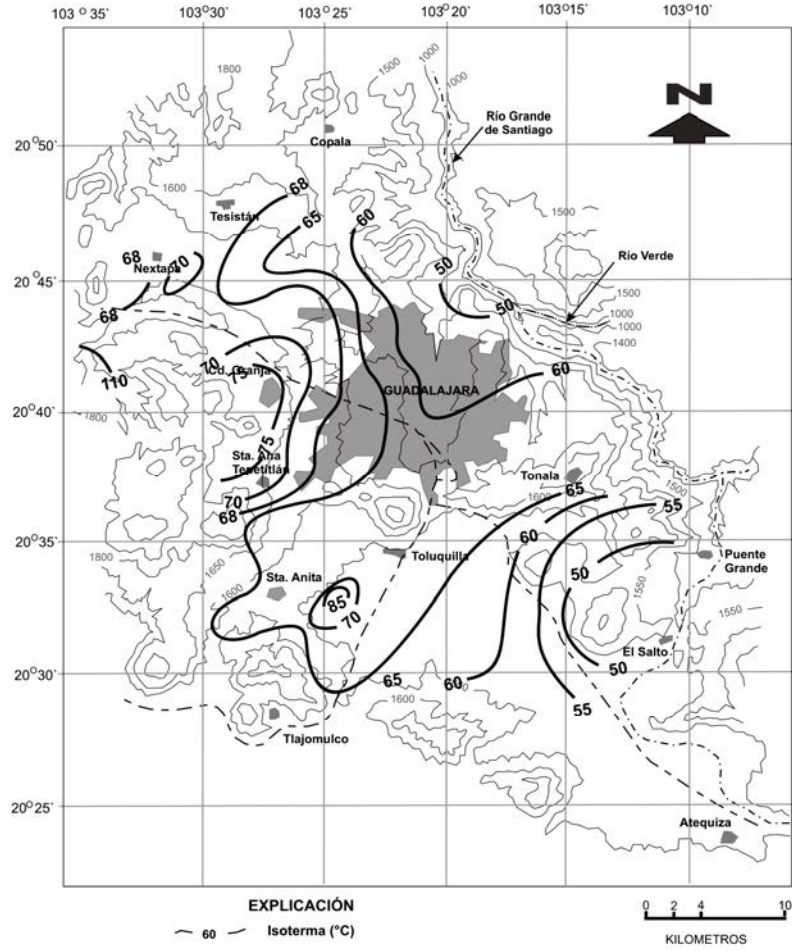 103°35' 103°30' 103°25' 103°20' 103°15' 103°10'
1000
1800 1500 1000
N
Río Grande
de Santiago
20°50'
Copala
1600
68
Tesistán
65 60
1500
68 70
Nextapa
50
Río Verde
20°45'
50
1500
1000
68
1000
1400
110
70
75
Cd. Granja
60
GUADALAJARA
20°40'
1800
75
Sta. Ana
Tepetitlán
Tonala
1500
70
65
1600
68
55
60
20°35'
1800
1650
Toluquilla
Puente
Grande
1600
Sta. Anita
50
1550
85
70
1550
El Salto
50
20°30'
65
60
1600
55
Tlajomulco
20°25'
Atequiza
EXPLICACIÓN
60 Isoterma (°C)
0 2 4 10
KILOMETROS